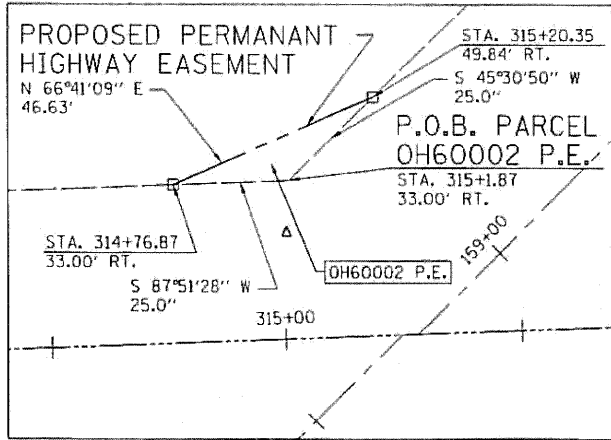 PROPOSED PERMANANT
HIGHWAY EASEMENT
N 66°41'09" E
46.63'
STA. 315+20.35
49.84' RT.
S 45°30'50" W
25.0"
P.O.B. PARCEL
OH60002 P.E.
STA. 315+1.87
33.00' RT.
STA. 314+76.87
33.00' RT.
S 87°51'28" W
25.0"
OH60002 P.E.
159+00
315+00